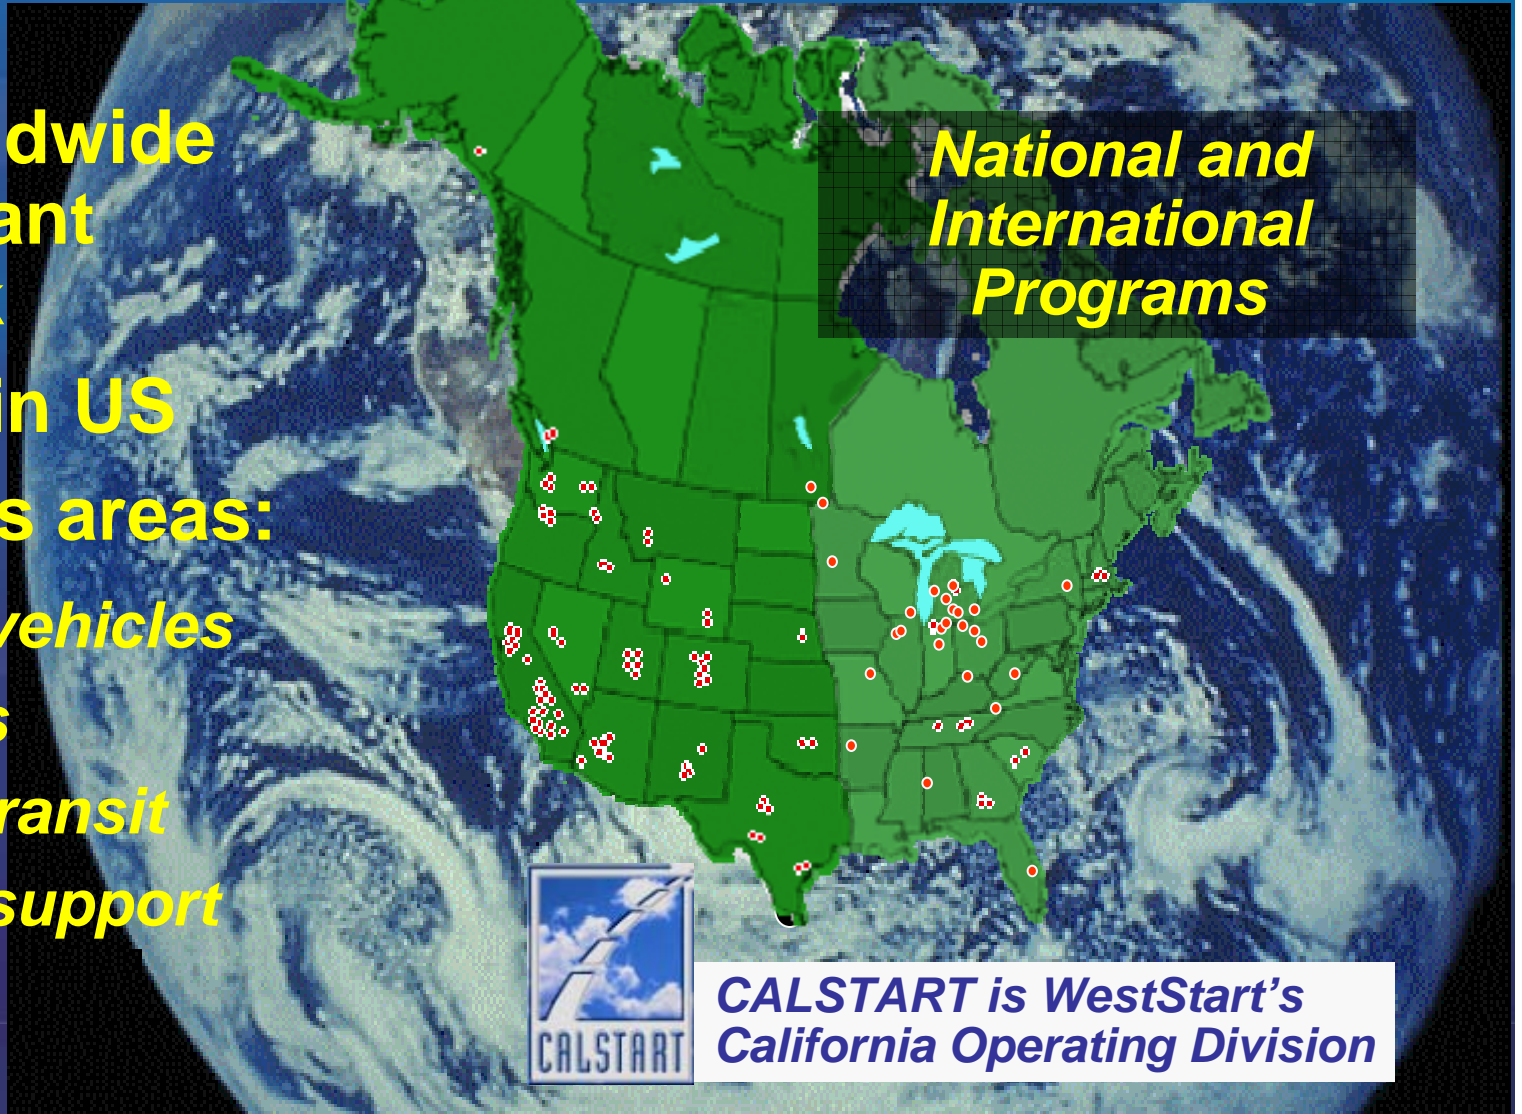 dwide
ant
in US
s areas:
vehicles
s
ransit
support
National and
International
Programs
CALSTART
CALSTART is WestStart’s
California Operating Division